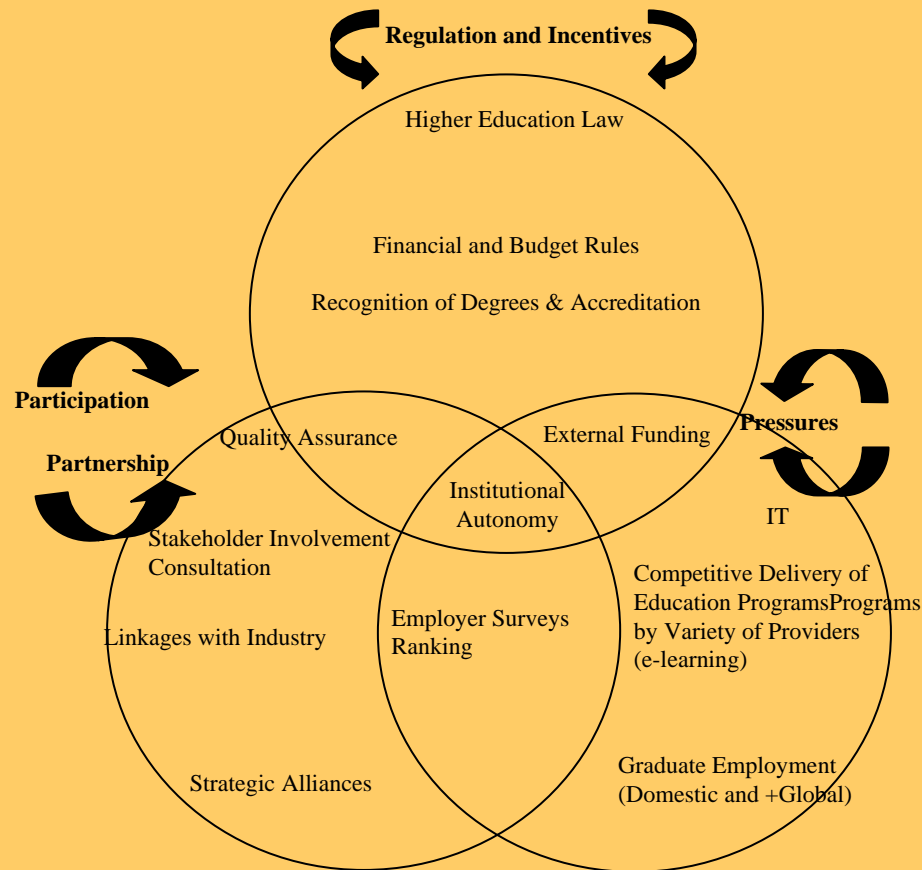 Regulation and Incentives
Higher Education Law
Financial and Budget Rules
Recognition of Degrees & Accreditation
Participation
Partnership
Pressures
Quality Assurance
External Funding
Institutional
Autonomy
IT
Stakeholder Involvement
Consultation
Linkages with Industry
Employer Surveys
Ranking
Competitive Delivery of
Education ProgramsPrograms
by Variety of Providers
(e-learning)
Strategic Alliances
Graduate Employment
(Domestic and +Global)